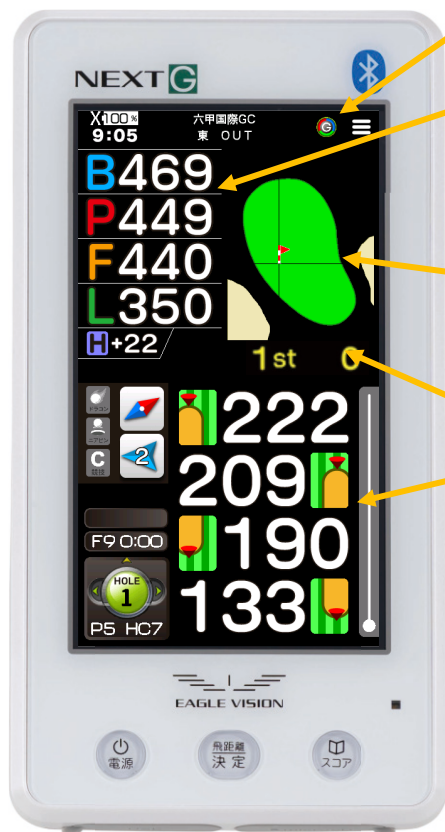 NEXT G
X 100%
9:05
六甲国際GC
東 OUT
G
B469
P449
F440
L350
H+22
1st 0
ドラコン
ニアピン
C
競技
2
222
209
190
133
F9 0:00
HOLE
1
P5 HC7
EAGLE VISION
電源
飛距離
決定
スコア